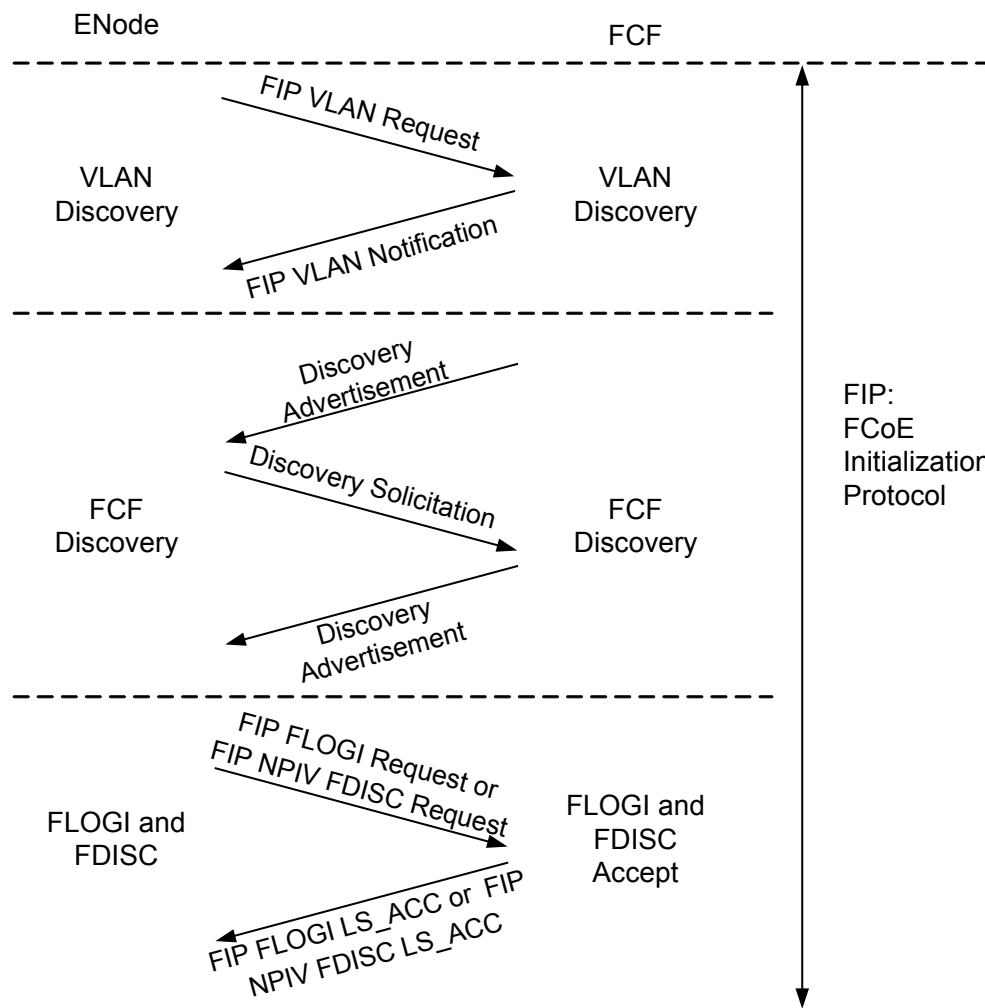 ENode
FCF
FIP VLAN Request
VLAN
Discovery
VLAN
Discovery
FIP VLAN Notification
Discovery
Advertisement
Discovery Solicitation
FCF
Discovery
FCF
Discovery
Discovery
Advertisement
FIP:
FCoE
Initialization
Protocol
FIP FLOGI Request or
FIP NPIV FDISC Request
FLOGI and
FDISC
FLOGI and
FDISC
Accept
FIP FLOGI LS_ACC or FIP
NPIV FDISC LS_ACC